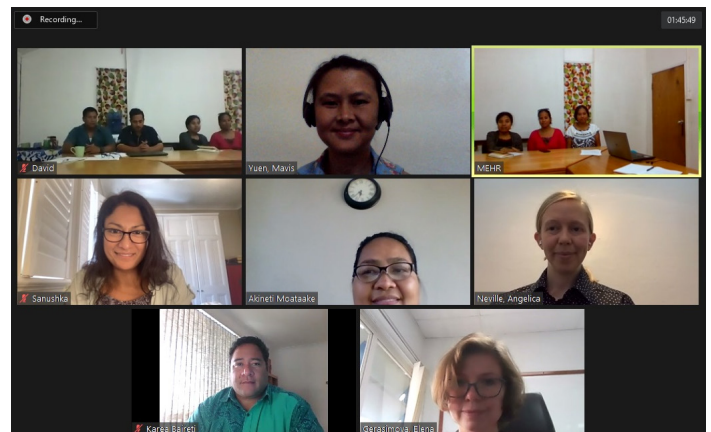 Recording...
01:45:49
David
Yuen, Mavis
MEHR
Sanushka
Akineti Moataake
Neville, Angelica
Karea Baireti
Gerasimova, Elena